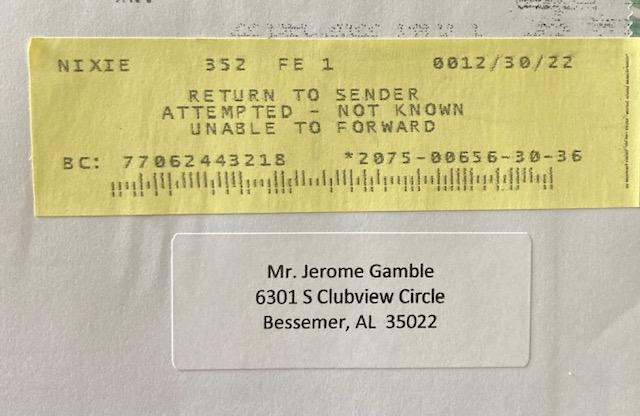 NIXIE 352 FE 1 0012/30/22
RETURN TO SENDER
ATTEMPTED - NOT KNOWN
UNABLE TO FORWARD
BC: 77062443218 *2075-00656-30-36
Mr. Jerome Gamble
6301 S Clubview Circle
Bessemer, AL 35022